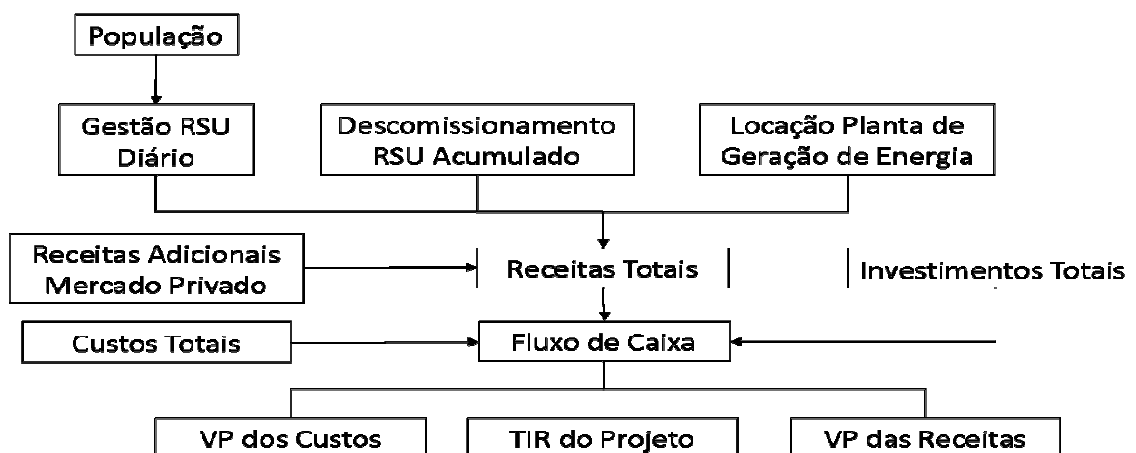 População
Gestão RSU
Diário
Descomissionamento
RSU Acumulado
Locação Planta de
Geração de Energia
Receitas Adicionais
Mercado Privado
Receitas Totais
Investimentos Totais
Custos Totais
Fluxo de Caixa
VP dos Custos
TIR do Projeto
VP das Receitas